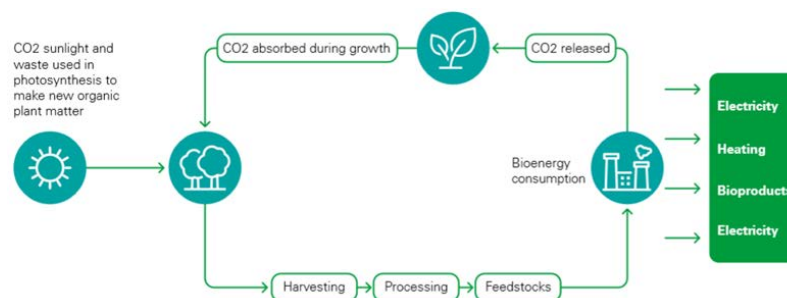 CO2 sunlight and
waste used in
photosynthesis to
make new organic
plant matter
CO2 absorbed during growth
CO2 released
Bioenergy
consumption
Electricity
Heating
Bioproducts
Electricity
Harvesting
Processing
Feedstocks